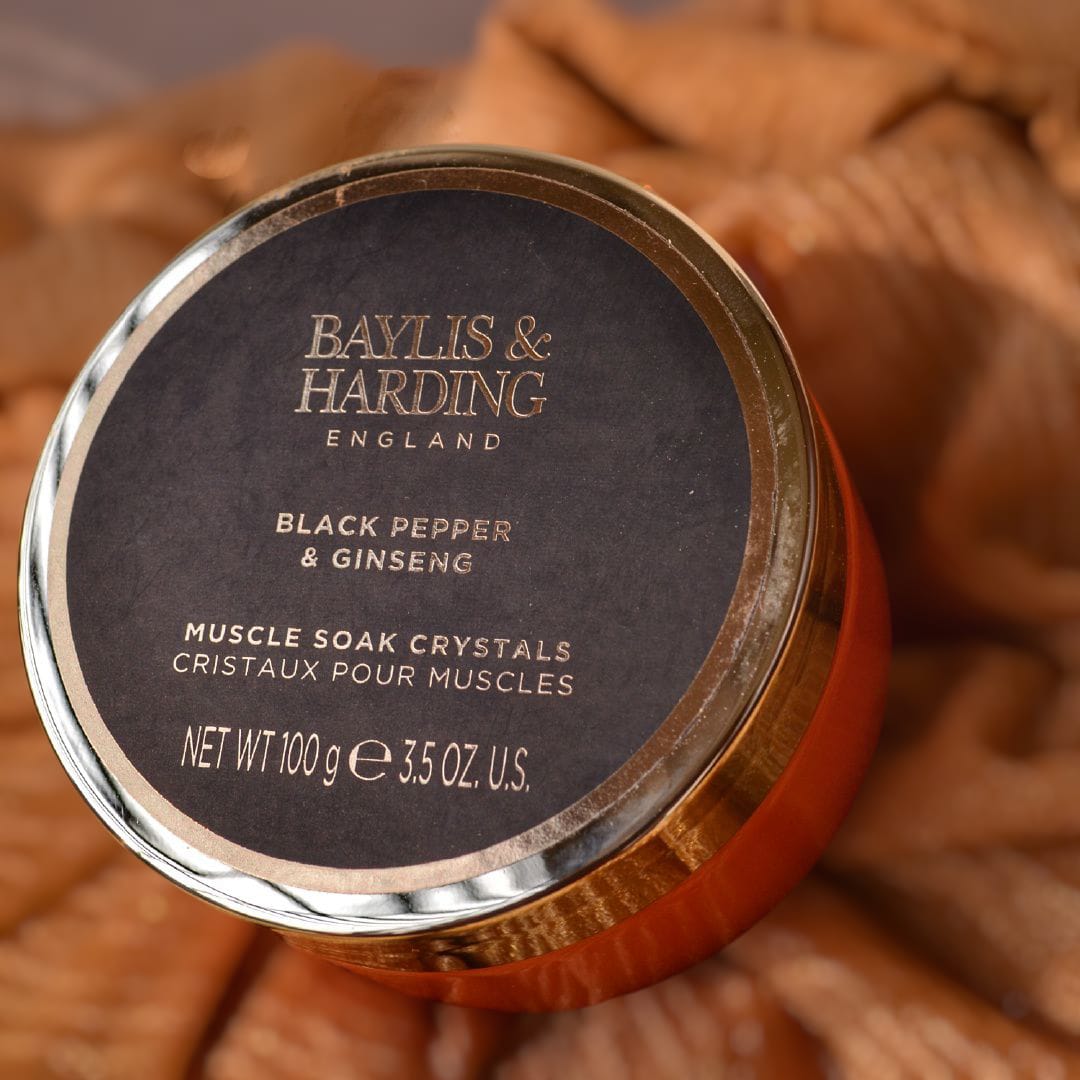 BAYLIS &
HARDING
ENGLAND
BLACK PEPPER
& GINSENG
MUSCLE SOAK CRYSTALS
CRISTAUX POUR MUSCLES
NET WT 100 g ℮ 3.5 OZ. U.S.